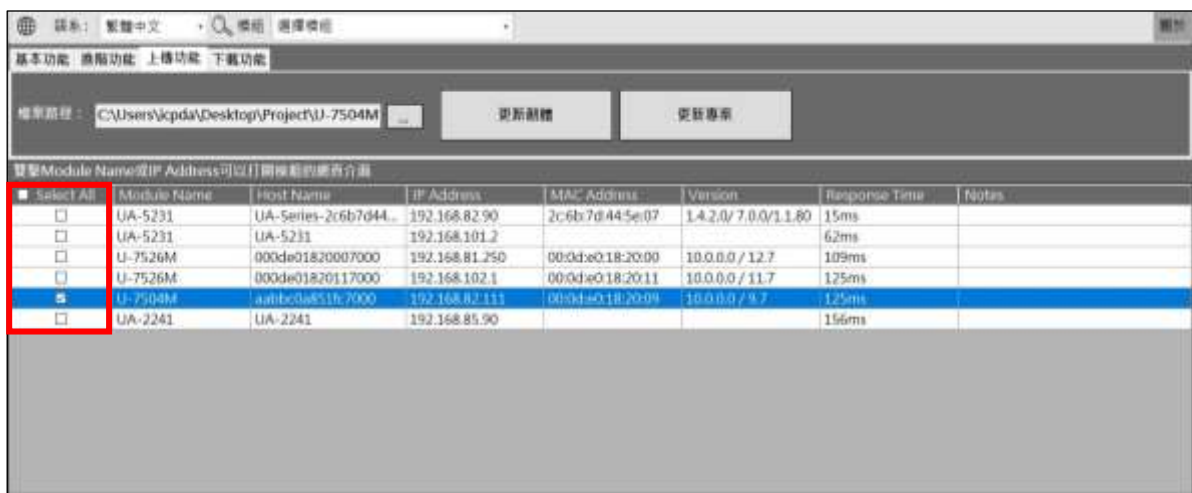 語系： 繁體中文 模組 選擇模組 關於
基本功能 進階功能 上傳功能 下載功能
檔案路徑： C:\Users\icpda\Desktop\Project\U-7504M ... 更新韌體 更新專案
雙擊Module Name或IP Address可以打開模組的網頁介面
Select All Module Name Host Name IP Address MAC Address Version Response Time Notes
UA-5231 UA-Series-2c6b7d44... 192.168.82.90 2c:6b:7d:44:5e:07 1.4.2.0/ 7.0.0/1.1.80 15ms
UA-5231 UA-5231 192.168.101.2 62ms
U-7526M 000de01820007000 192.168.81.250 00:0d:e0:18:20:00 10.0.0.0 / 12.7 109ms
U-7526M 000de01820117000 192.168.102.1 00:0d:e0:18:20:11 10.0.0.0 / 11.7 125ms
U-7504M aabbc0a851fc7000 192.168.82.111 00:0d:e0:18:20:09 10.0.0.0 / 9.7 125ms
UA-2241 UA-2241 192.168.85.90 156ms